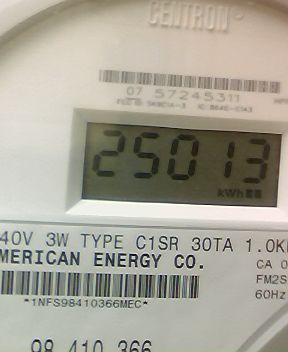 CENTRON®
07 57245311
25013
kWh
40V 3W TYPE C1SR 30TA 1.0K
MERICAN ENERGY CO.
CA 0
FM2S
60Hz
*1NFS98410366MEC*
98 410 366